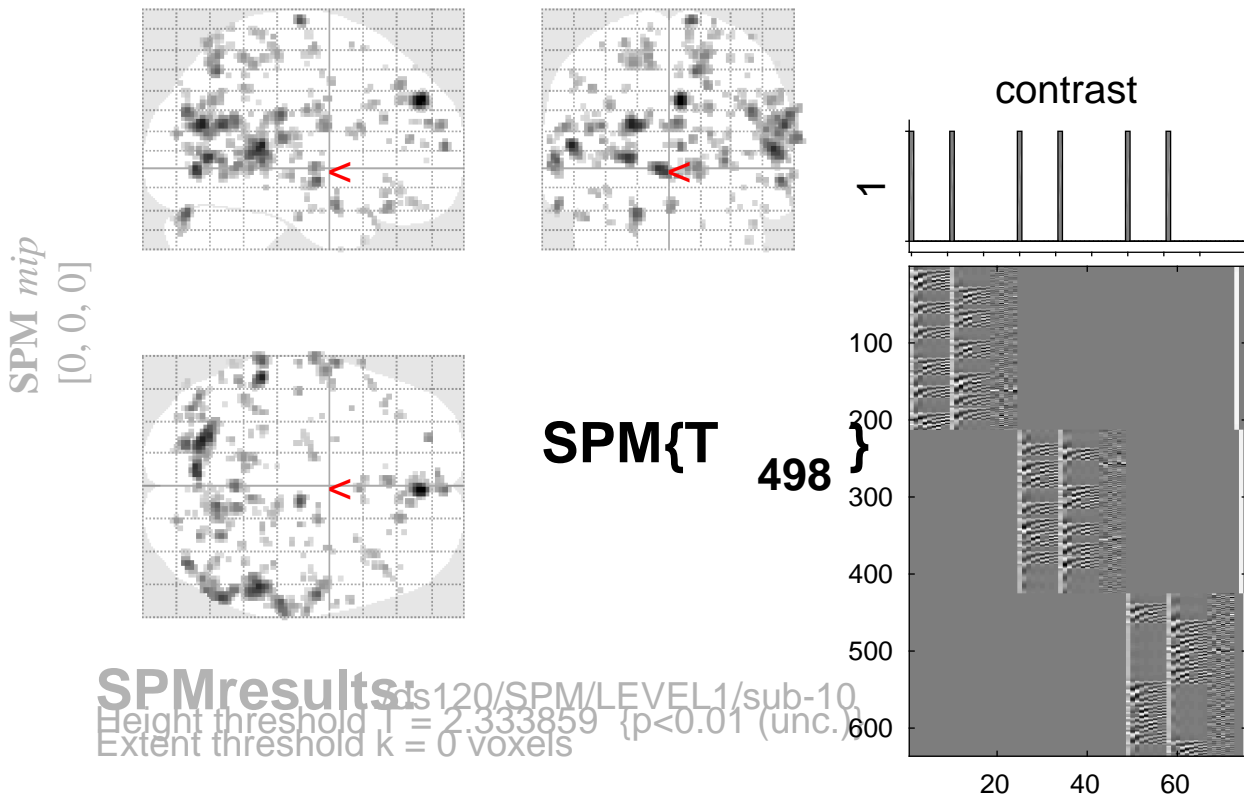 SPM mip
[0, 0, 0]
<
<
<
SPM{T498}
contrast
1
100
200
300
400
500
600
20 40 60
SPMresults: /ds120/SPM/LEVEL1/sub-10
Height threshold T = 2.333859 {p<0.01 (unc.)}
Extent threshold k = 0 voxels